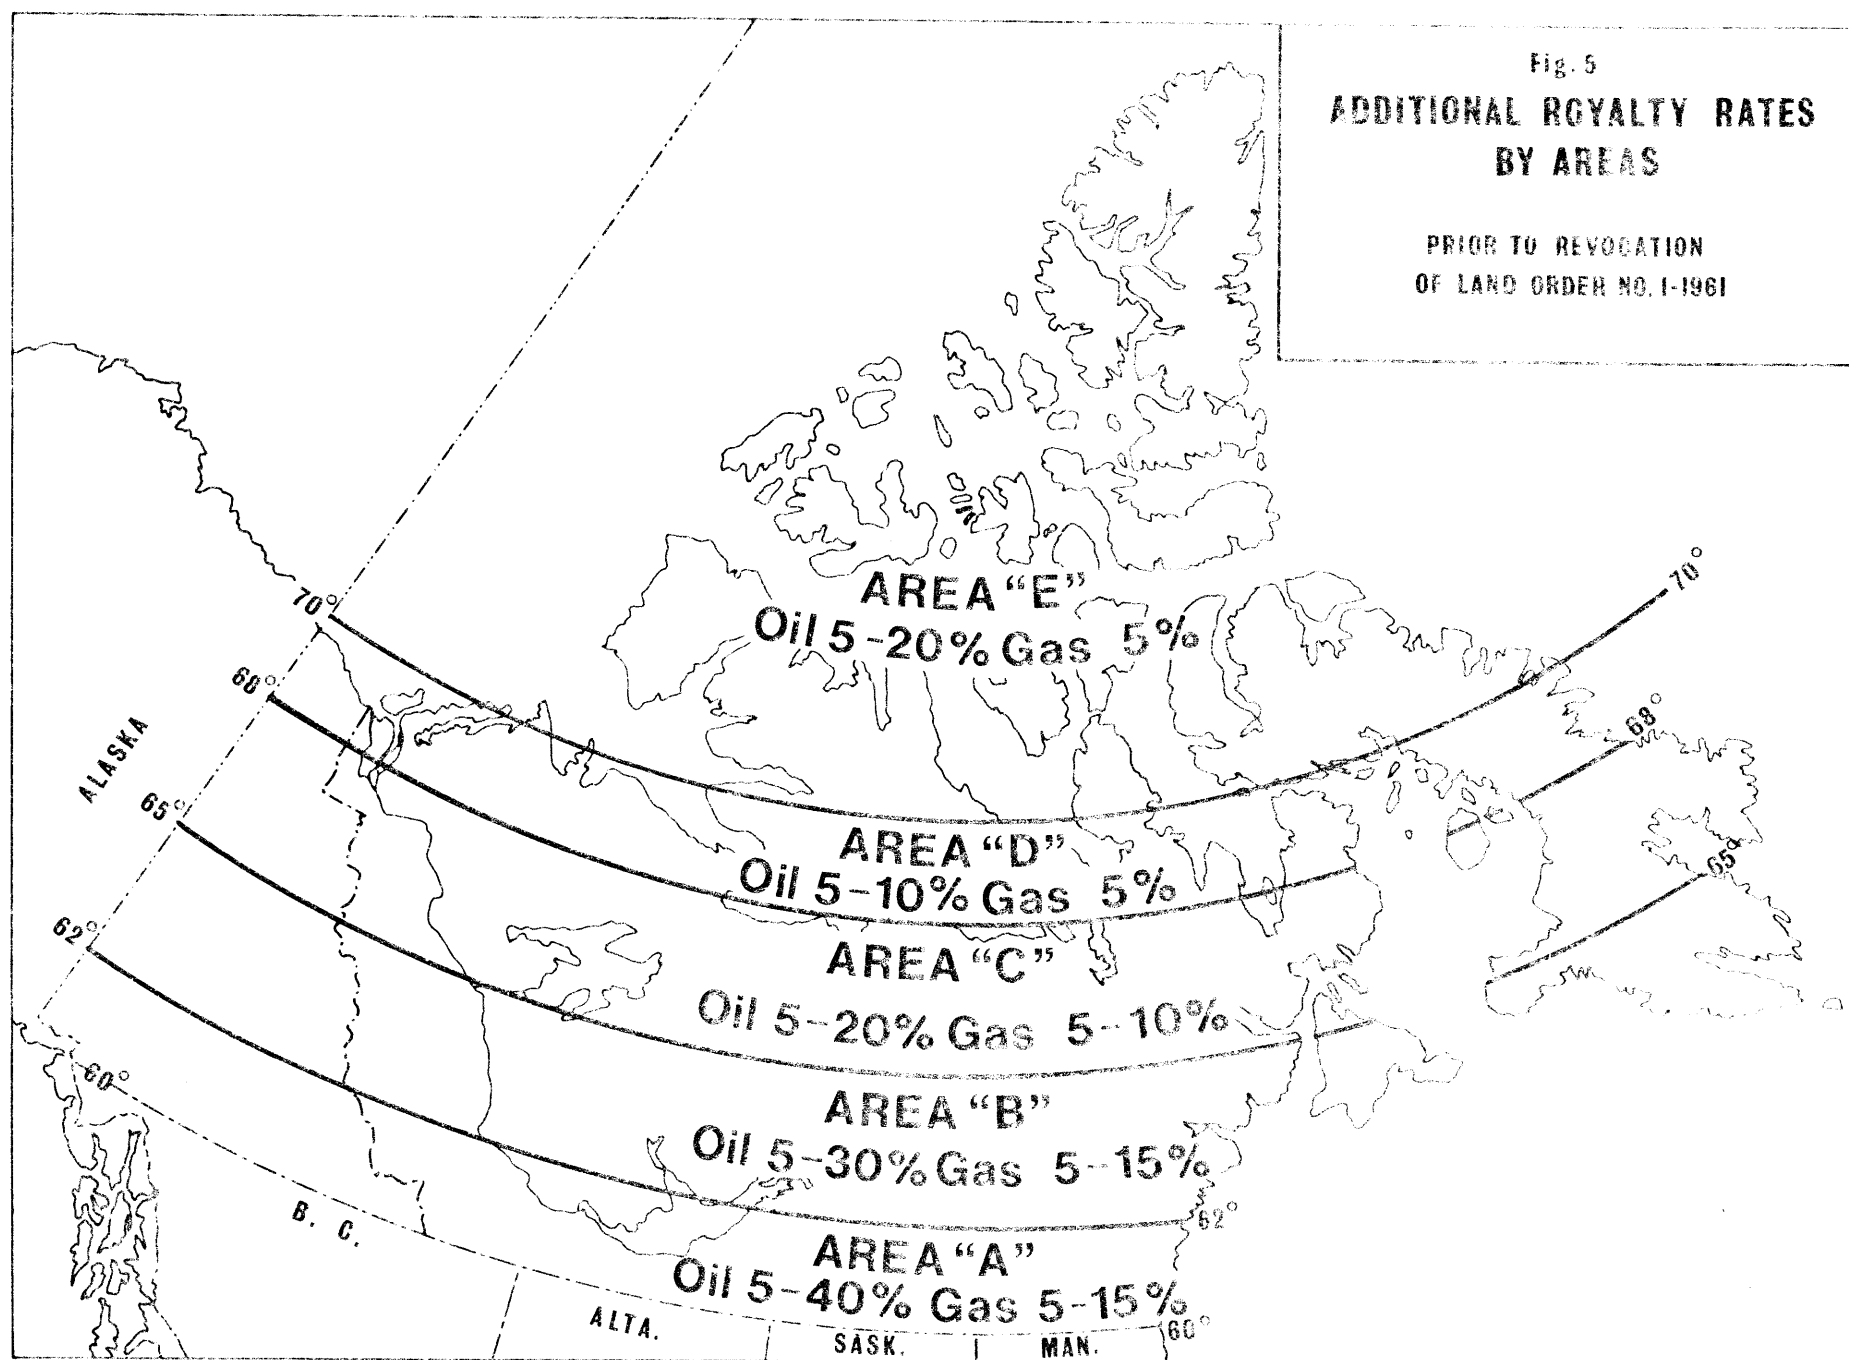 Fig. 5
ADDITIONAL ROYALTY RATES
BY AREAS
PRIOR TO REVOCATION
OF LAND ORDER NO. 1-1961
70°
70°
68°
68°
65°
65°
62°
62°
60°
60°
ALASKA
AREA “E”
Oil 5-20% Gas 5%
AREA “D”
Oil 5-10% Gas 5%
AREA “C”
Oil 5-20% Gas 5-10%
AREA “B”
Oil 5-30% Gas 5-15%
AREA “A”
Oil 5-40% Gas 5-15%
B. C.
ALTA.
SASK.
MAN.